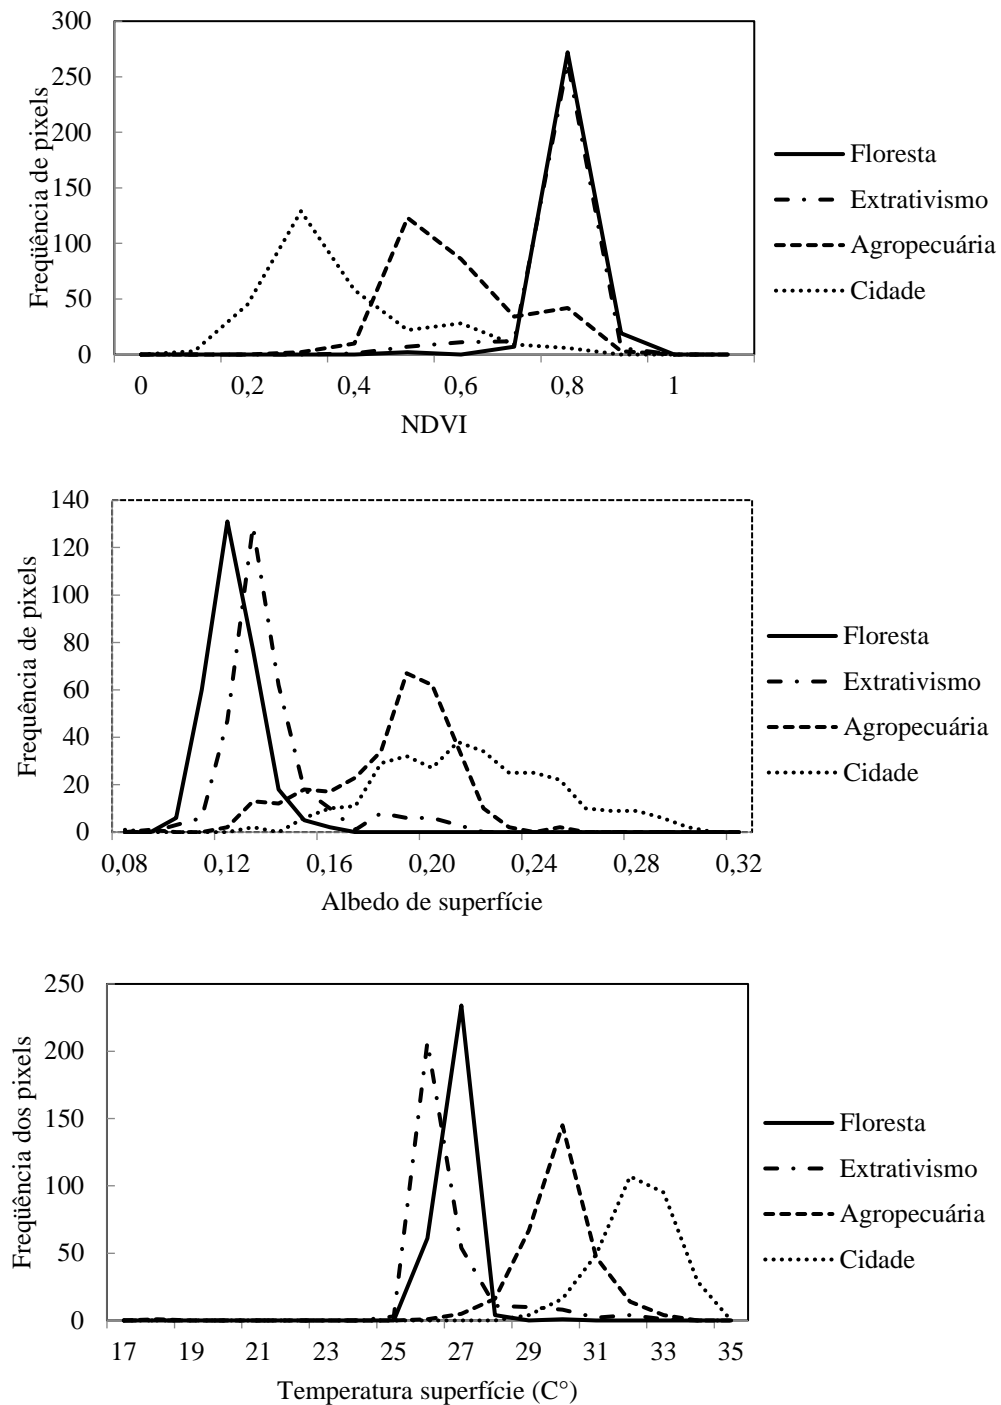 300
250
200
150
100
50
0
Freqüência de pixels
0 0,2 0,4 0,6 0,8 1
NDVI
Floresta
Extrativismo
Agropecuária
Cidade
140
120
100
80
60
40
20
0
Frequência de pixels
0,08 0,12 0,16 0,20 0,24 0,28 0,32
Albedo de superfície
Floresta
Extrativismo
Agropecuária
Cidade
250
200
150
100
50
0
Freqüência dos pixels
17 19 21 23 25 27 29 31 33 35
Temperatura superfície (C°)
Floresta
Extrativismo
Agropecuária
Cidade